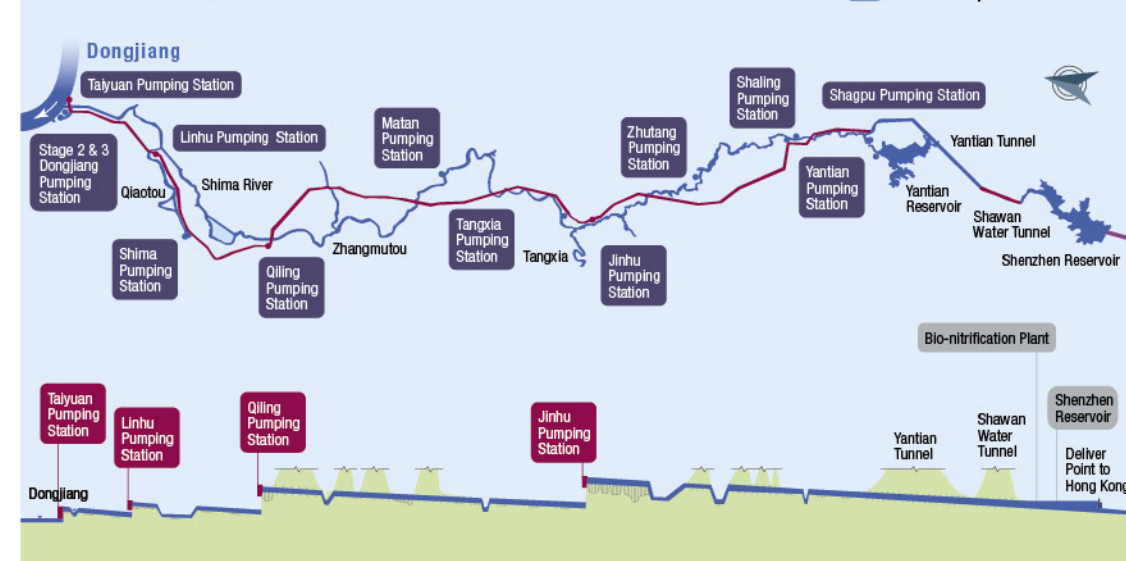 Dongjiang
Taiyuan Pumping Station
Stage 2 & 3
Dongjiang
Pumping
Station
Linhu Pumping Station
Matan
Pumping
Station
Zhutang
Pumping
Station
Shaling
Pumping
Station
Shagpu Pumping Station
Yantian Tunnel
Qiaotou
Shima River
Yantian
Pumping
Station
Yantian
Reservoir
Shawan
Water Tunnel
Shenzhen Reservoir
Shima
Pumping
Station
Qiling
Pumping
Station
Zhangmutou
Tangxia
Pumping
Station
Tangxia
Jinhu
Pumping
Station
Bio-nitrification Plant
Taiyuan
Pumping
Station
Linhu
Pumping
Station
Qiling
Pumping
Station
Jinhu
Pumping
Station
Yantian
Tunnel
Shawan
Water
Tunnel
Shenzhen
Reservoir
Deliver
Point to
Hong Kong
Dongjiang